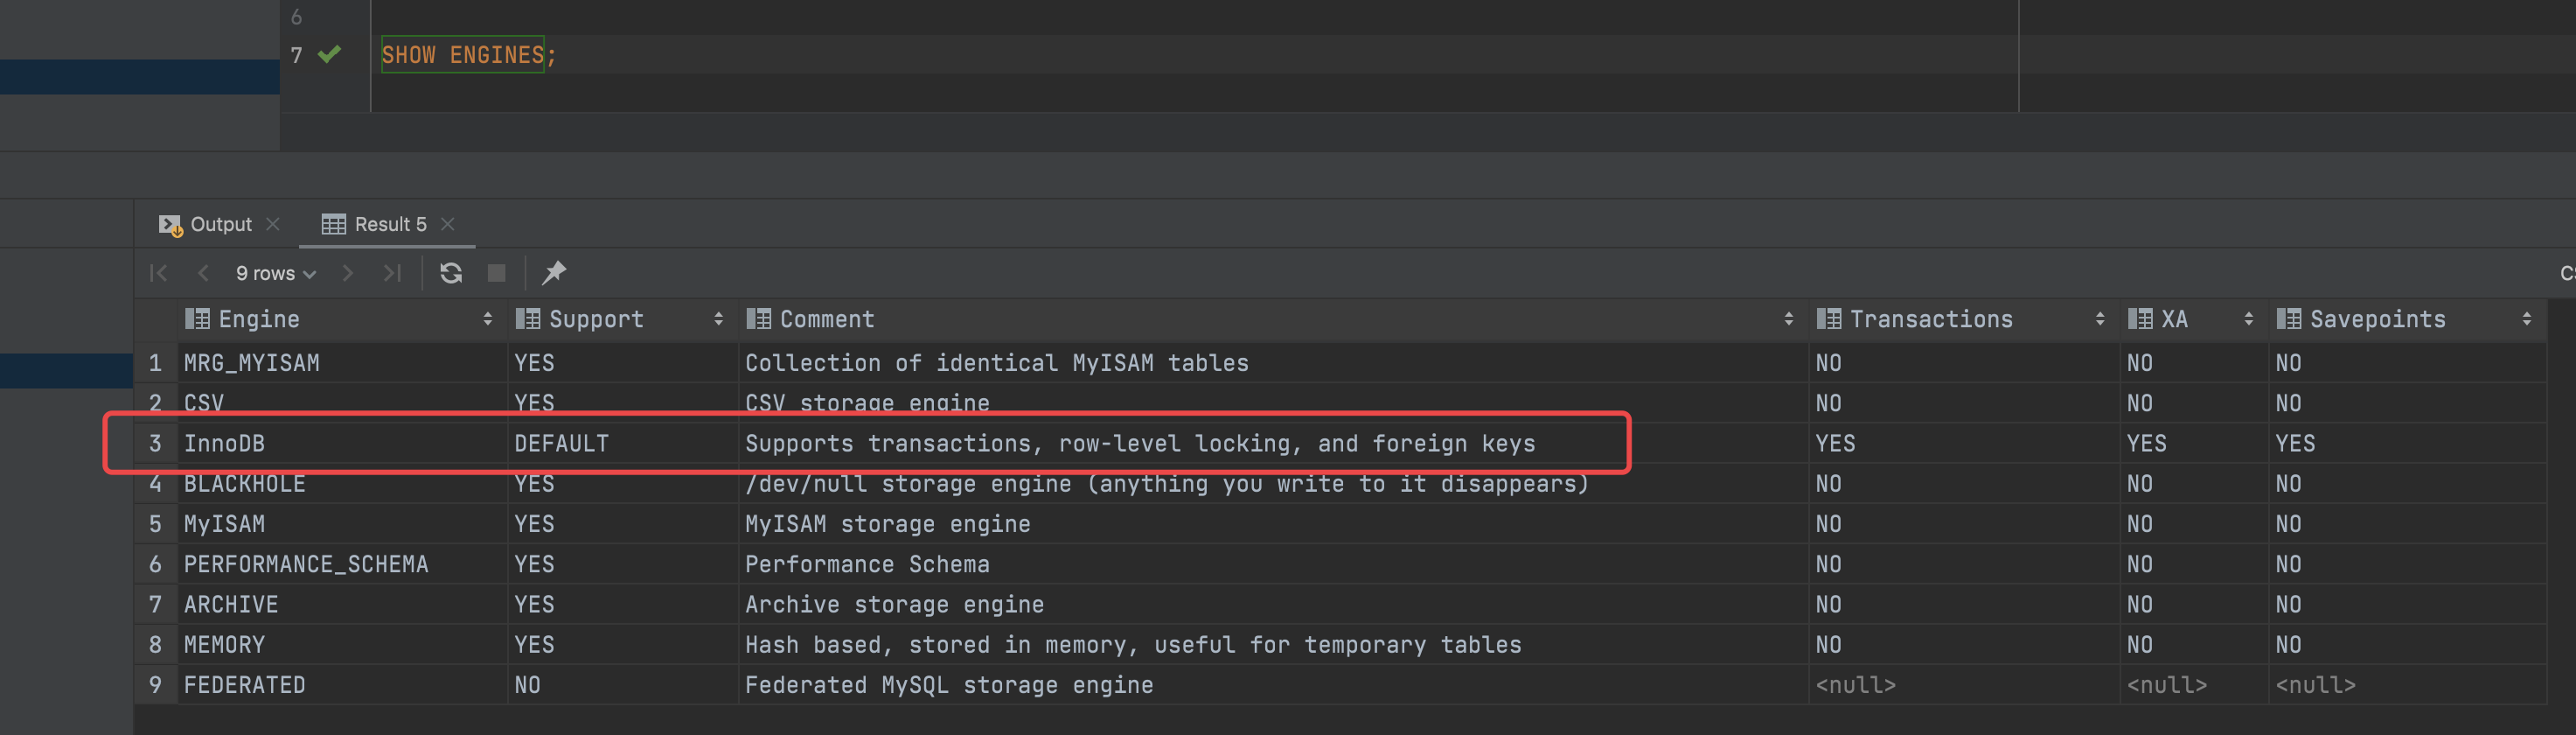 6
7 SHOW ENGINES;
Output Result 5
9 rows
Engine Support Comment Transactions XA Savepoints
1 MRG_MYISAM YES Collection of identical MyISAM tables NO NO NO
2 CSV YES CSV storage engine NO NO NO
3 InnoDB DEFAULT Supports transactions, row-level locking, and foreign keys YES YES YES
4 BLACKHOLE YES /dev/null storage engine (anything you write to it disappears) NO NO NO
5 MyISAM YES MyISAM storage engine NO NO NO
6 PERFORMANCE_SCHEMA YES Performance Schema NO NO NO
7 ARCHIVE YES Archive storage engine NO NO NO
8 MEMORY YES Hash based, stored in memory, useful for temporary tables NO NO NO
9 FEDERATED NO Federated MySQL storage engine <null> <null> <null>